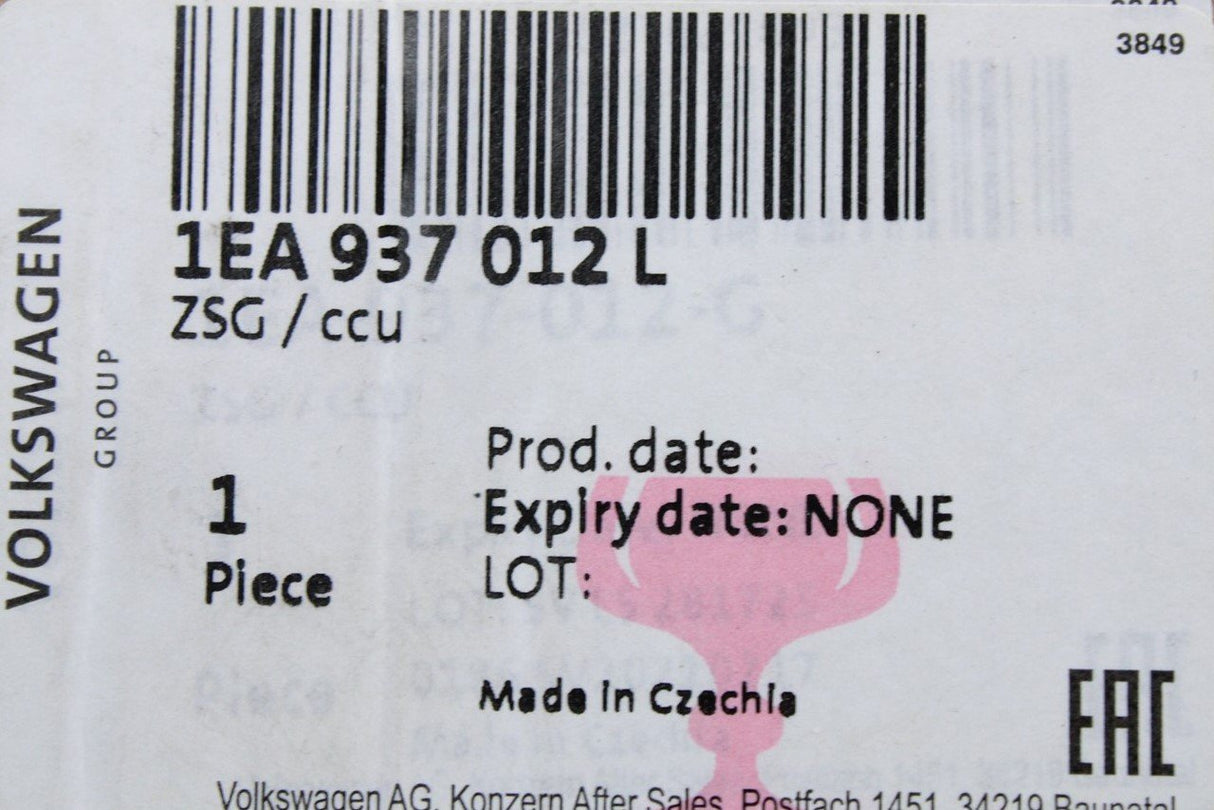 3849
1EA 937 012 L
ZSG / ccu
VOLKSWAGEN
GROUP
Prod. date:
Expiry date: NONE
1
Piece
LOT:
Made in Czechia
EAC
Volkswagen AG, Konzern After Sales, Postfach 1451, 34219 Baunatal